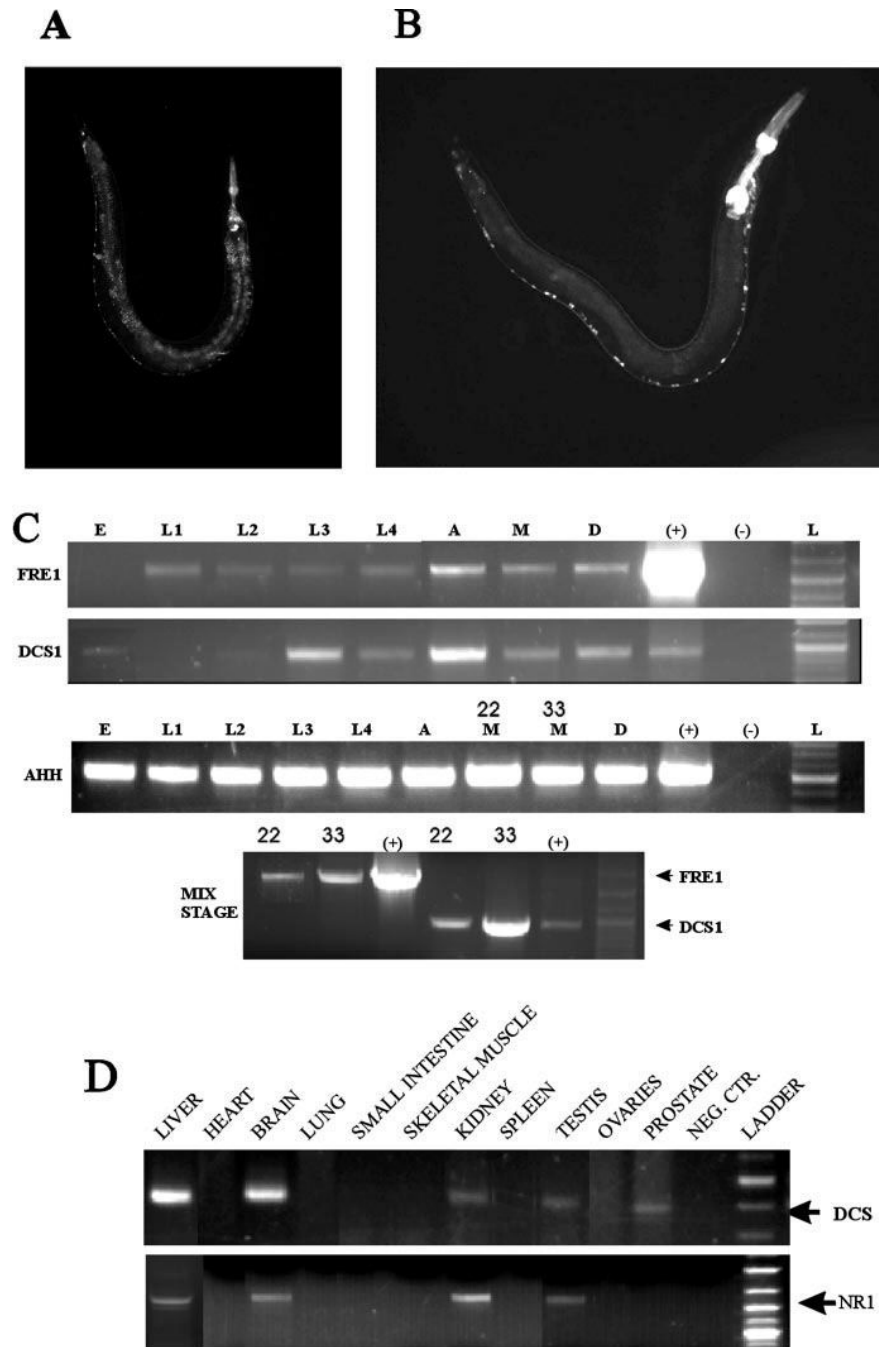 A B
C
E L1 L2 L3 L4 A M D (+) (-) L
FRE1
DCS1
22 33
E L1 L2 L3 L4 A M M D (+) (-) L
AHH
22 33 (+) 22 33 (+)
MIX
STAGE
FRE1
DCS1
D
LIVER
HEART
BRAIN
LUNG
SMALL INTESTINE
SKELETAL MUSCLE
KIDNEY
SPLEEN
TESTIS
OVARIES
PROSTATE
NEG. CTR.
LADDER
DCS
NR1